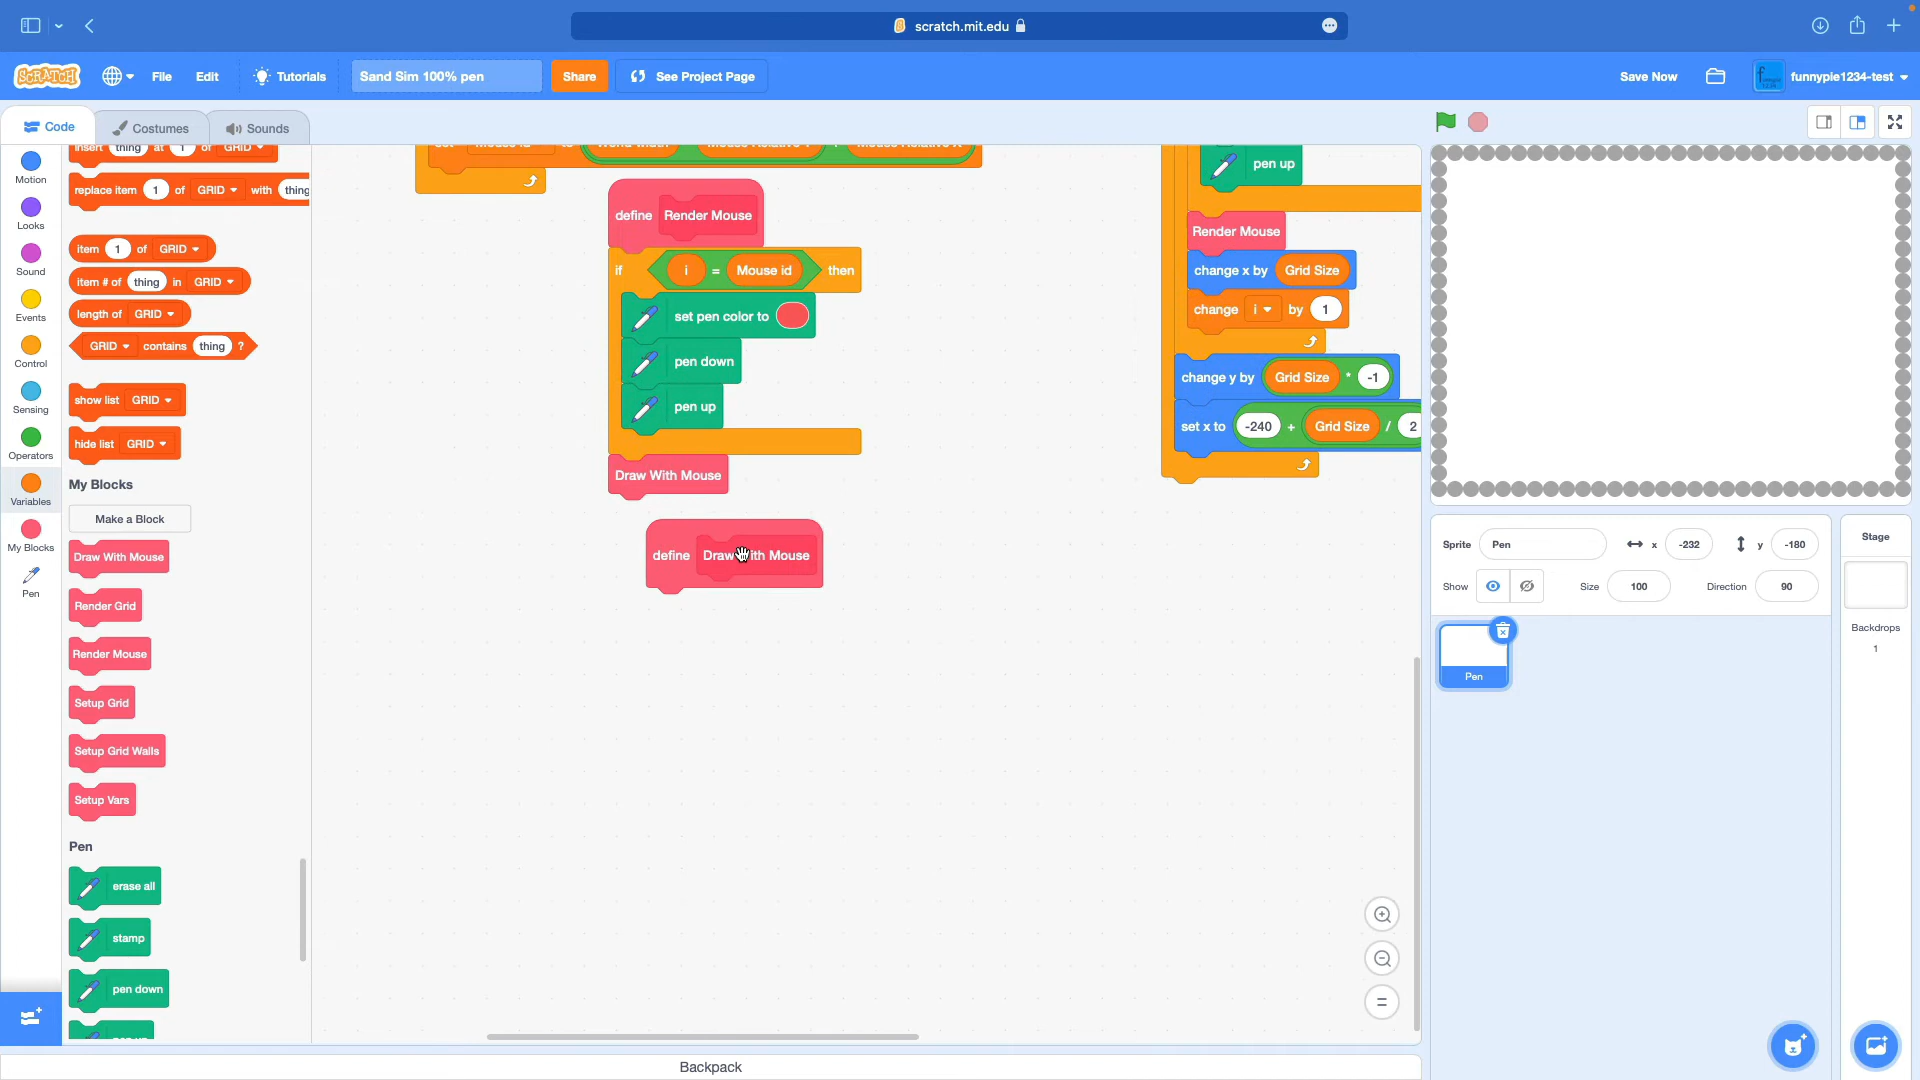 scratch.mit.edu
SCRATCH
File
Edit
Tutorials
Sand Sim 100% pen
Share
See Project Page
Save Now
funnypie1234-test
Code
Costumes
Sounds
Motion
Looks
Sound
Events
Control
Sensing
Operators
Variables
My Blocks
Pen
insert thing at 1 of GRID
replace item 1 of GRID with thing
item 1 of GRID
item # of thing in GRID
length of GRID
GRID contains thing ?
show list GRID
hide list GRID
My Blocks
Make a Block
Draw With Mouse
Render Grid
Render Mouse
Setup Grid
Setup Grid Walls
Setup Vars
Pen
erase all
stamp
pen down
define Render Mouse
if i = Mouse id then
set pen color to
pen down
pen up
Draw With Mouse
define Draw With Mouse
pen up
Render Mouse
change x by Grid Size
change i by 1
change y by Grid Size * -1
set x to -240 + Grid Size / 2
Sprite Pen x -232 y -180
Show Size 100 Direction 90
Pen
Stage
Backdrops
1
Backpack